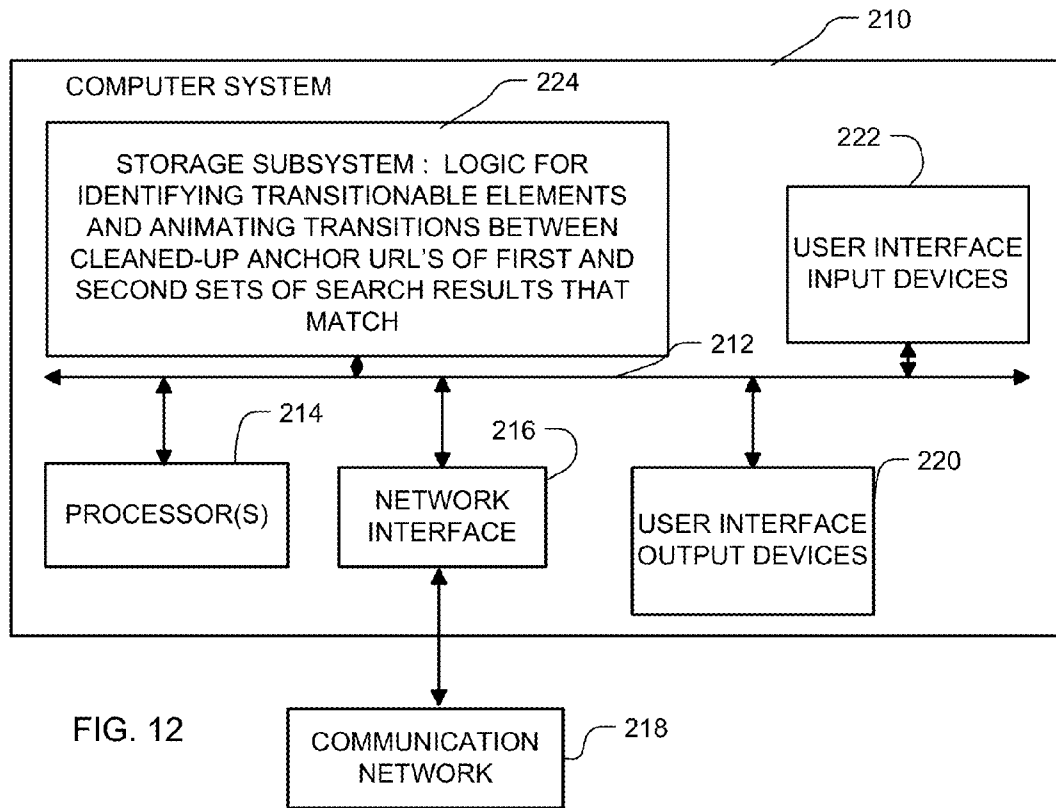 210
COMPUTER SYSTEM
224
STORAGE SUBSYSTEM : LOGIC FOR
IDENTIFYING TRANSITIONABLE ELEMENTS
AND ANIMATING TRANSITIONS BETWEEN
CLEANED-UP ANCHOR URL'S OF FIRST AND
SECOND SETS OF SEARCH RESULTS THAT
MATCH
222
USER INTERFACE
INPUT DEVICES
212
214
PROCESSOR(S)
216
NETWORK
INTERFACE
220
USER INTERFACE
OUTPUT DEVICES
FIG. 12
COMMUNICATION
NETWORK
218